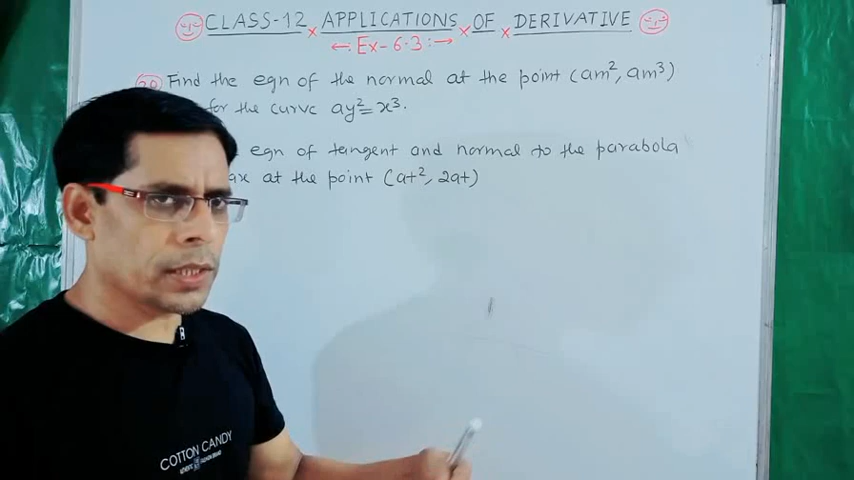 CLASS-12 APPLICATIONS OF DERIVATIVE
← Ex-6.3: →
20 Find the eqn of the normal at the point (am², am³)
for the curve ay²=x³.
eqn of tangent and normal to the parabola
ax at the point (at², 2at)
COTTON CANDY